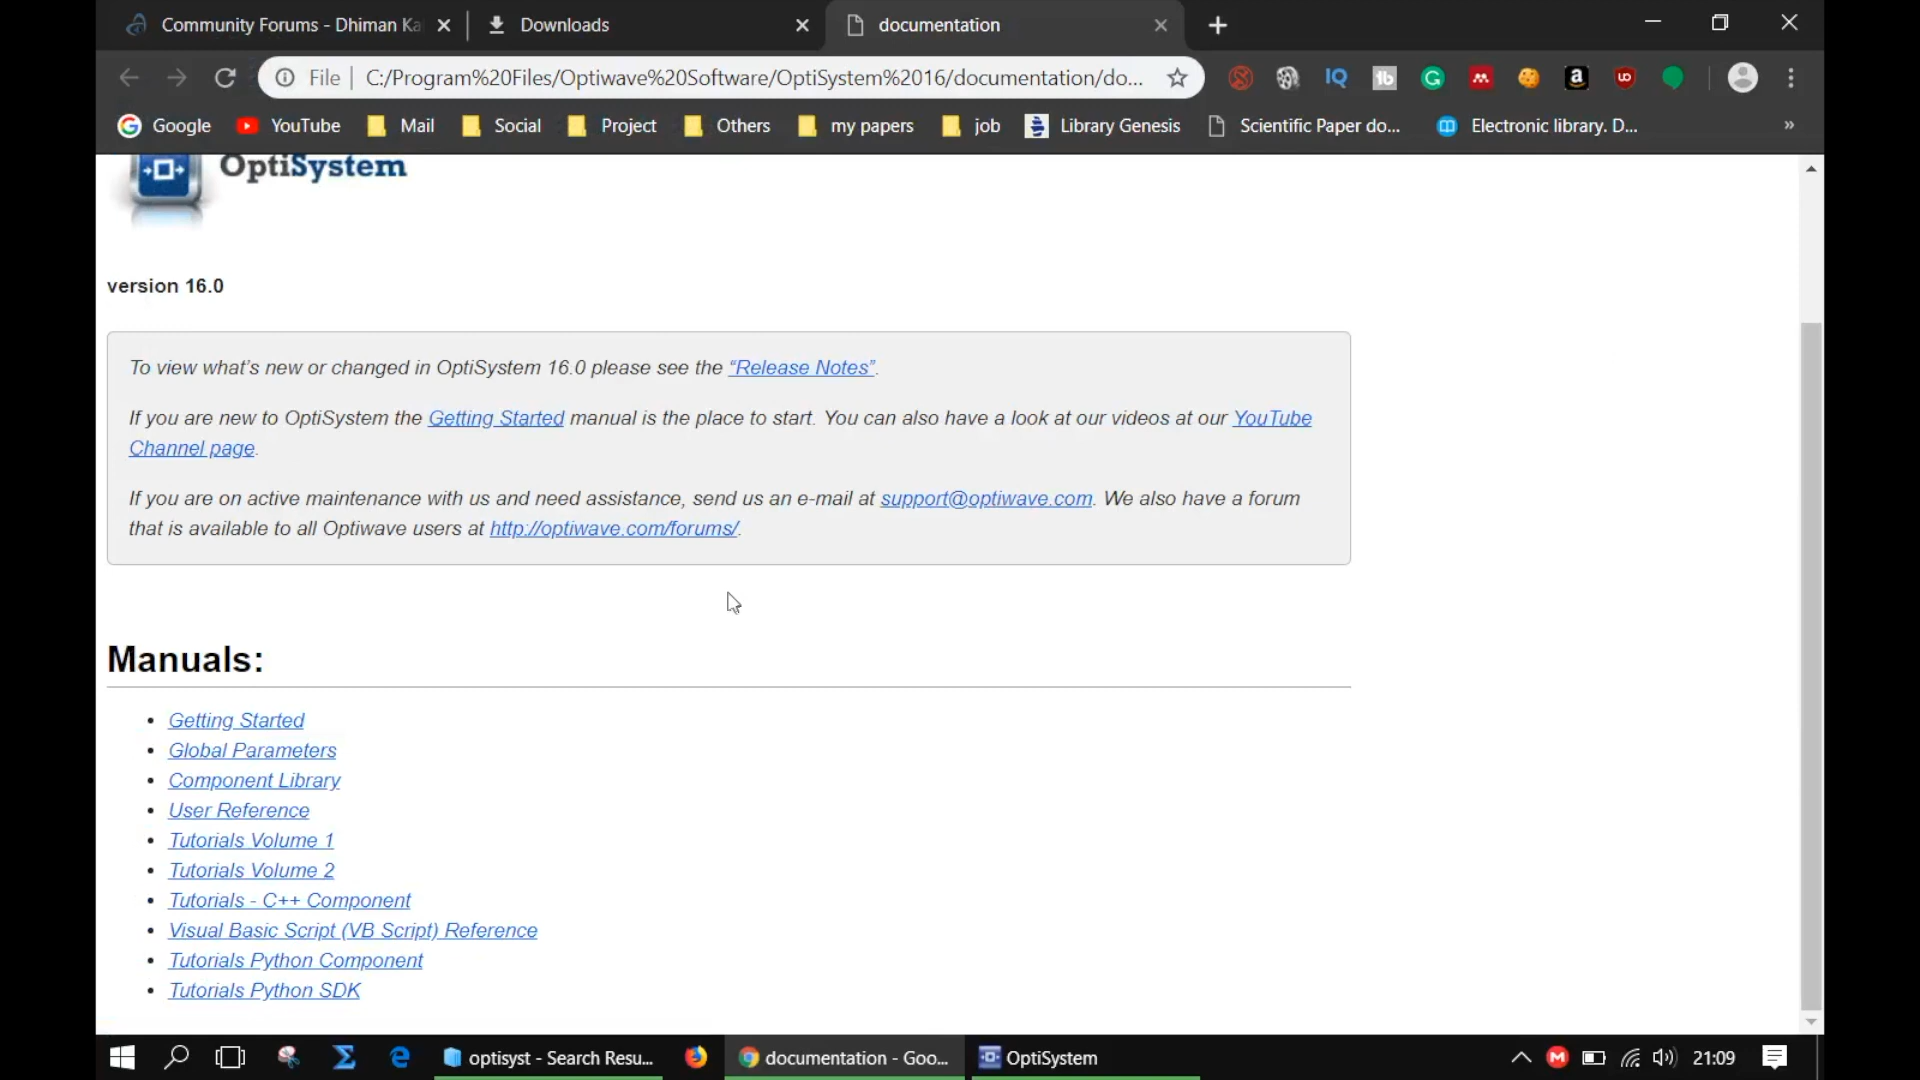 Community Forums - Dhiman Ka
Downloads
documentation
File
C:/Program%20Files/Optiwave%20Software/OptiSystem%2016/documentation/do...
IQ
tb
G
a
UD
Google
YouTube
Mail
Social
Project
Others
my papers
job
Library Genesis
Scientific Paper do...
Electronic library. D...
»
OptiSystem
version 16.0
To view what’s new or changed in OptiSystem 16.0 please see the “Release Notes”.
If you are new to OptiSystem the Getting Started manual is the place to start. You can also have a look at our videos at our YouTube
Channel page.
If you are on active maintenance with us and need assistance, send us an e-mail at support@optiwave.com. We also have a forum
that is available to all Optiwave users at http://optiwave.com/forums/.
Manuals:
• Getting Started
• Global Parameters
• Component Library
• User Reference
• Tutorials Volume 1
• Tutorials Volume 2
• Tutorials - C++ Component
• Visual Basic Script (VB Script) Reference
• Tutorials Python Component
• Tutorials Python SDK
optisyst - Search Resu...
documentation - Goo...
OptiSystem
21:09